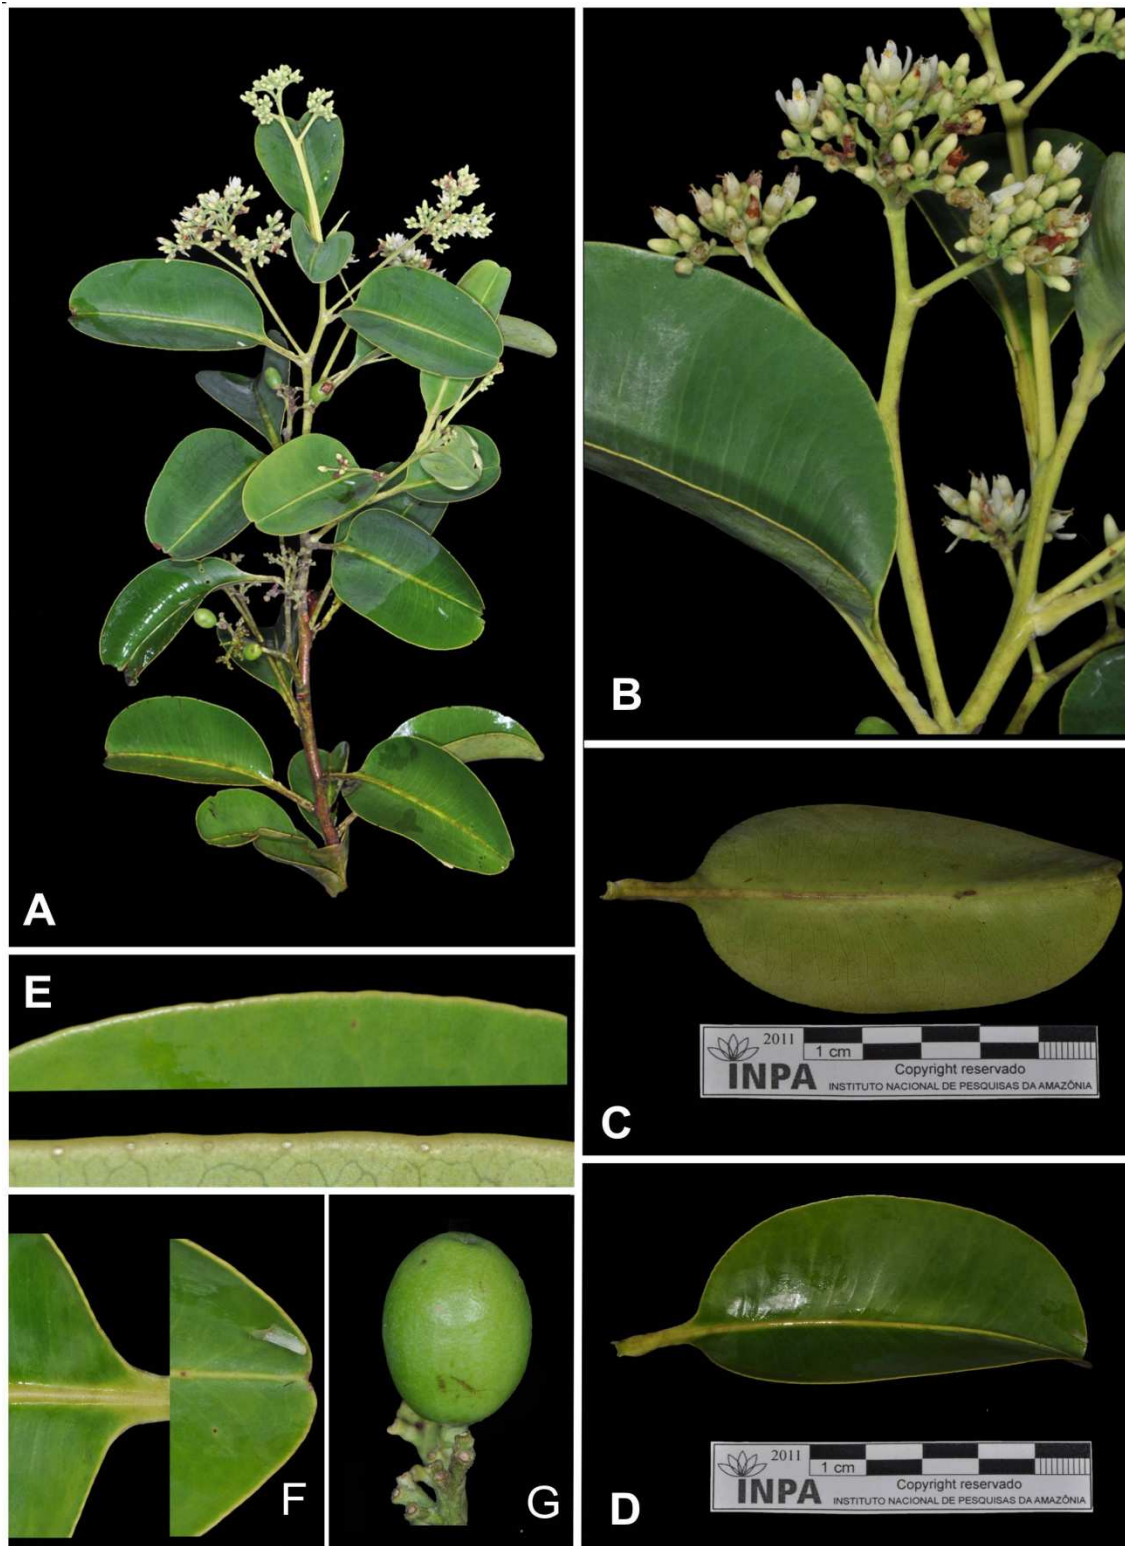 A
B
2011
1 cm
Copyright reservado
INPA
INSTITUTO NACIONAL DE PESQUISAS DA AMAZÔNIA
C
E
F
G
2011
1 cm
Copyright reservado
INPA
INSTITUTO NACIONAL DE PESQUISAS DA AMAZÔNIA
D